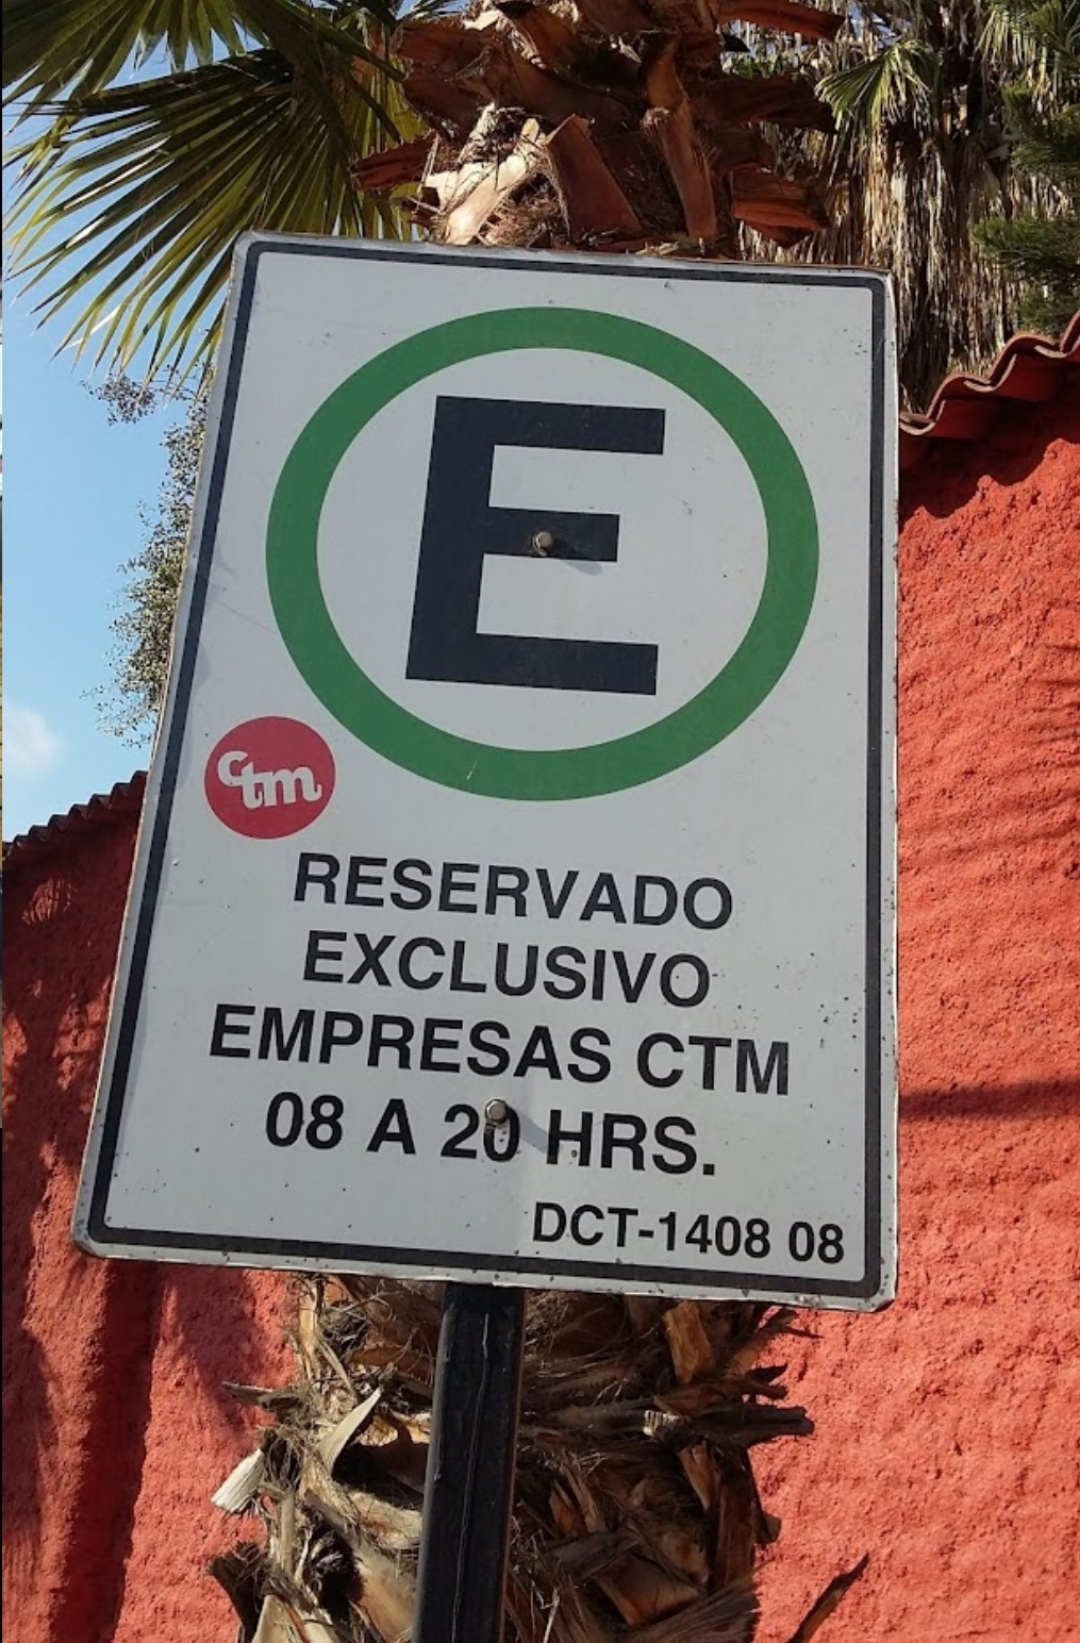 E
ctm
RESERVADO
EXCLUSIVO
EMPRESAS CTM
08 A 20 HRS.
DCT-1408 08